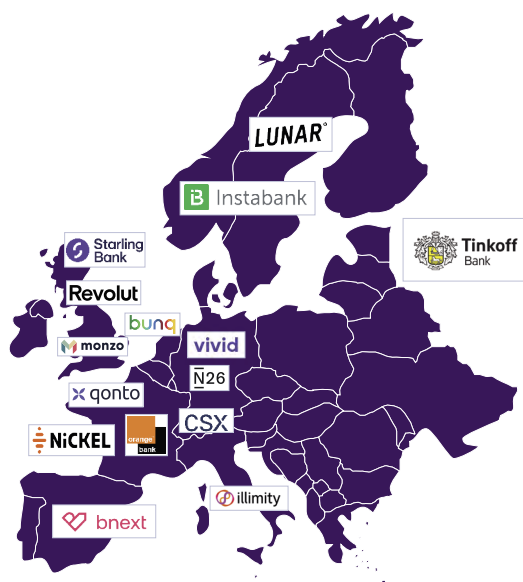 LUNAR°
Instabank
Starling
Bank
Tinkoff
Bank
Revolut
bunq
monzo
vivid
N26
qonto
CSX
NiCKEL
orange
bank
illimity
bnext